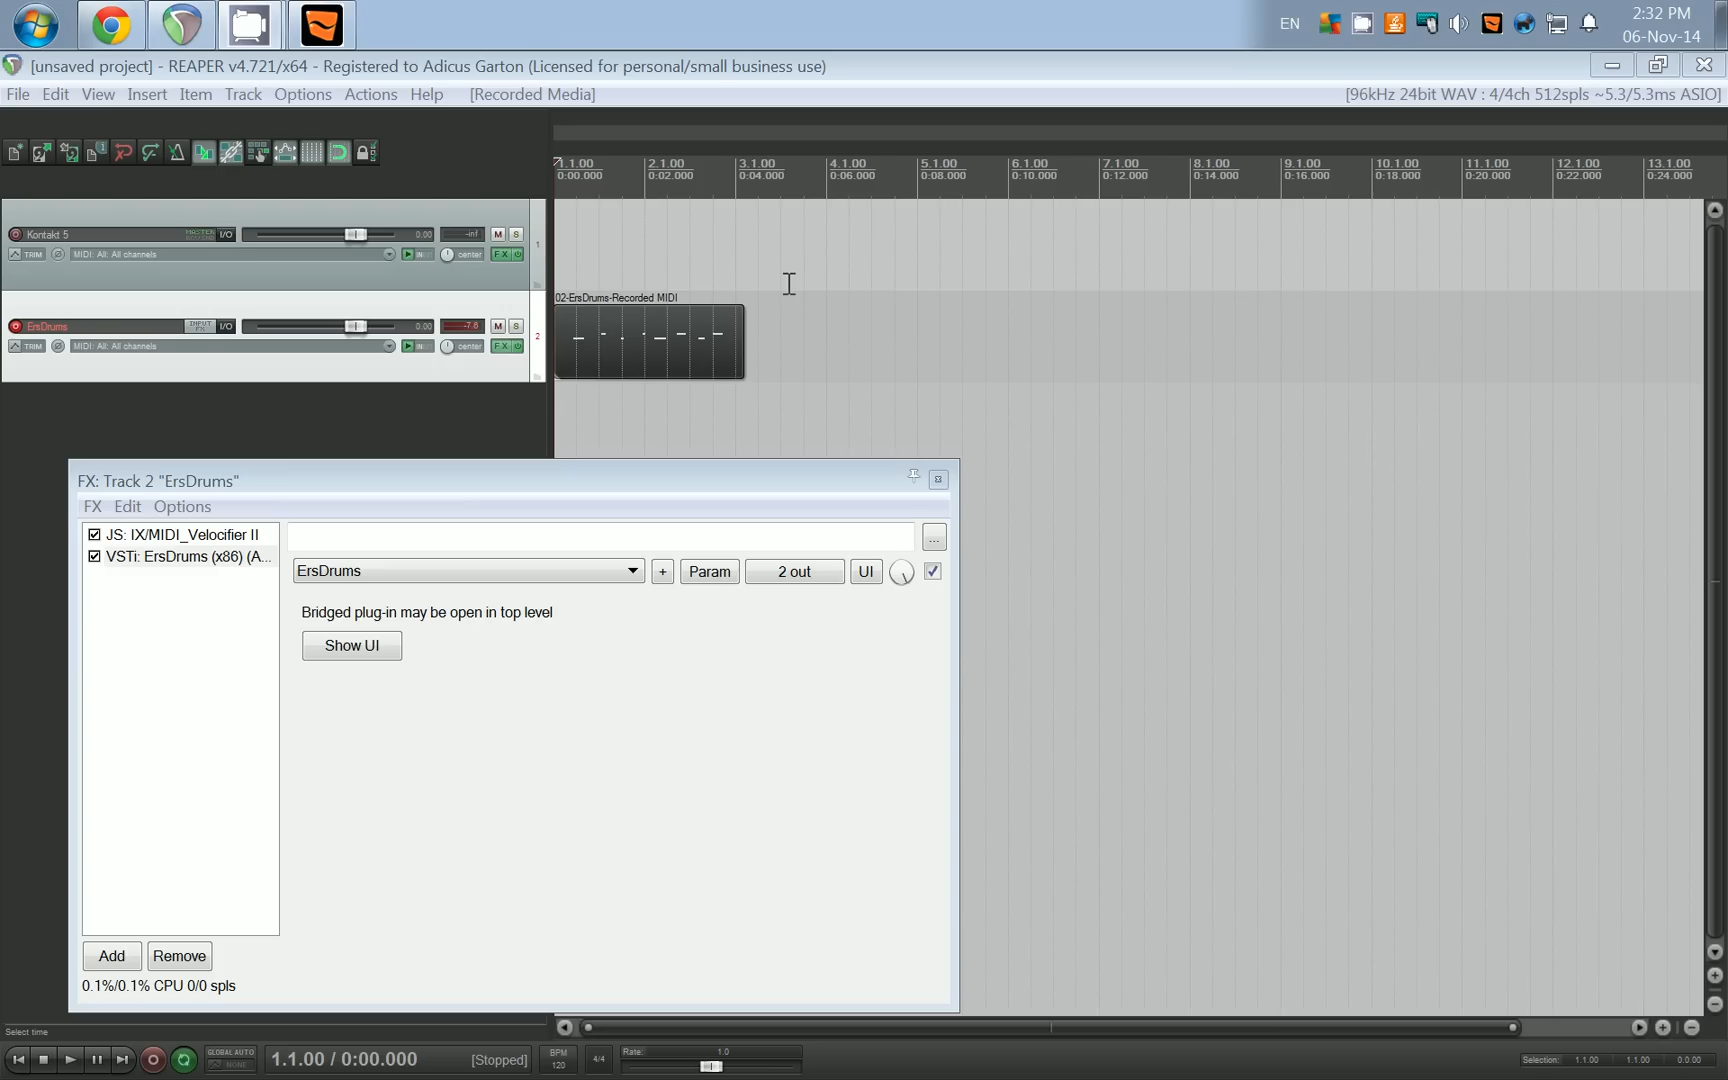 EN
2:32 PM
06-Nov-14
[unsaved project] - REAPER v4.721/x64 - Registered to Adicus Garton (Licensed for personal/small business use)
File Edit View Insert Item Track Options Actions Help [Recorded Media]
[96kHz 24bit WAV : 4/4ch 512spls ~5.3/5.3ms ASIO]
1.1.00 2.1.00 3.1.00 4.1.00 5.1.00 6.1.00 7.1.00 8.1.00 9.1.00 10.1.00 11.1.00 12.1.00 13.1.00
0:00.000 0:02.000 0:04.000 0:06.000 0:08.000 0:10.000 0:12.000 0:14.000 0:16.000 0:18.000 0:20.000 0:22.000 0:24.000
Kontakt 5 I/O 0.00 -inf M S 1
TRIM MIDI: All: All channels IN center FX
02-ErsDrums-Recorded MIDI
ErsDrums INPUT FX I/O 0.00 -7.6 M S 2
TRIM MIDI: All: All channels IN center FX
FX: Track 2 "ErsDrums"
FX Edit Options
JS: IX/MIDI_Velocifier II
VSTi: ErsDrums (x86) (A...
...
ErsDrums + Param 2 out UI
Bridged plug-in may be open in top level
Show UI
Add Remove
0.1%/0.1% CPU 0/0 spls
Select time
GLOBAL AUTO
NONE
1.1.00 / 0:00.000 [Stopped]
BPM
120
4/4
Rate: 1.0
Selection: 1.1.00 1.1.00 0.0.00